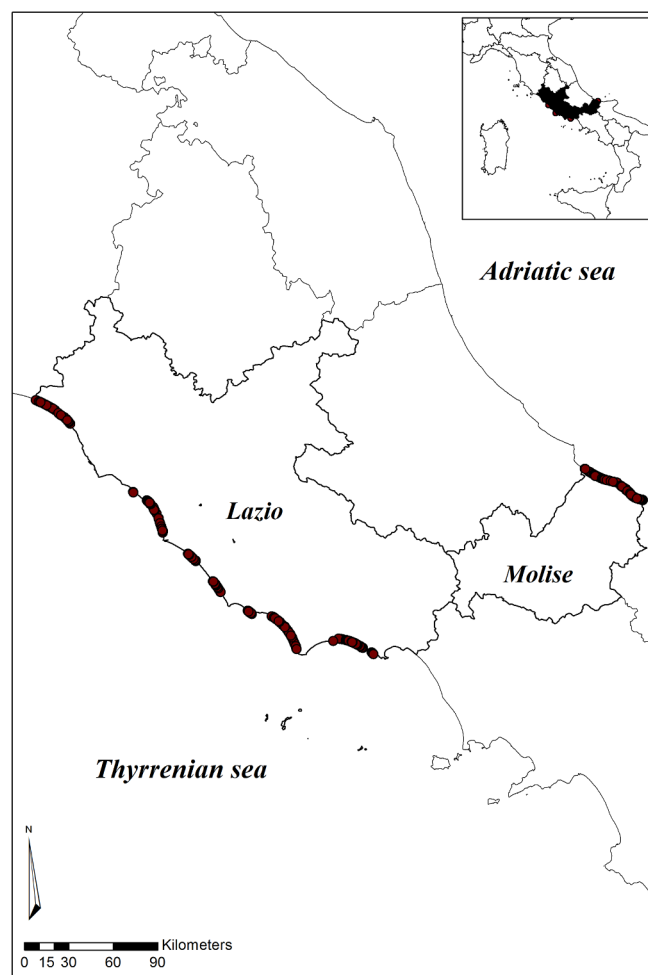 Adriatic sea
Lazio
Molise
Thyrrenian sea
N
Kilometers
0 15 30 60 90